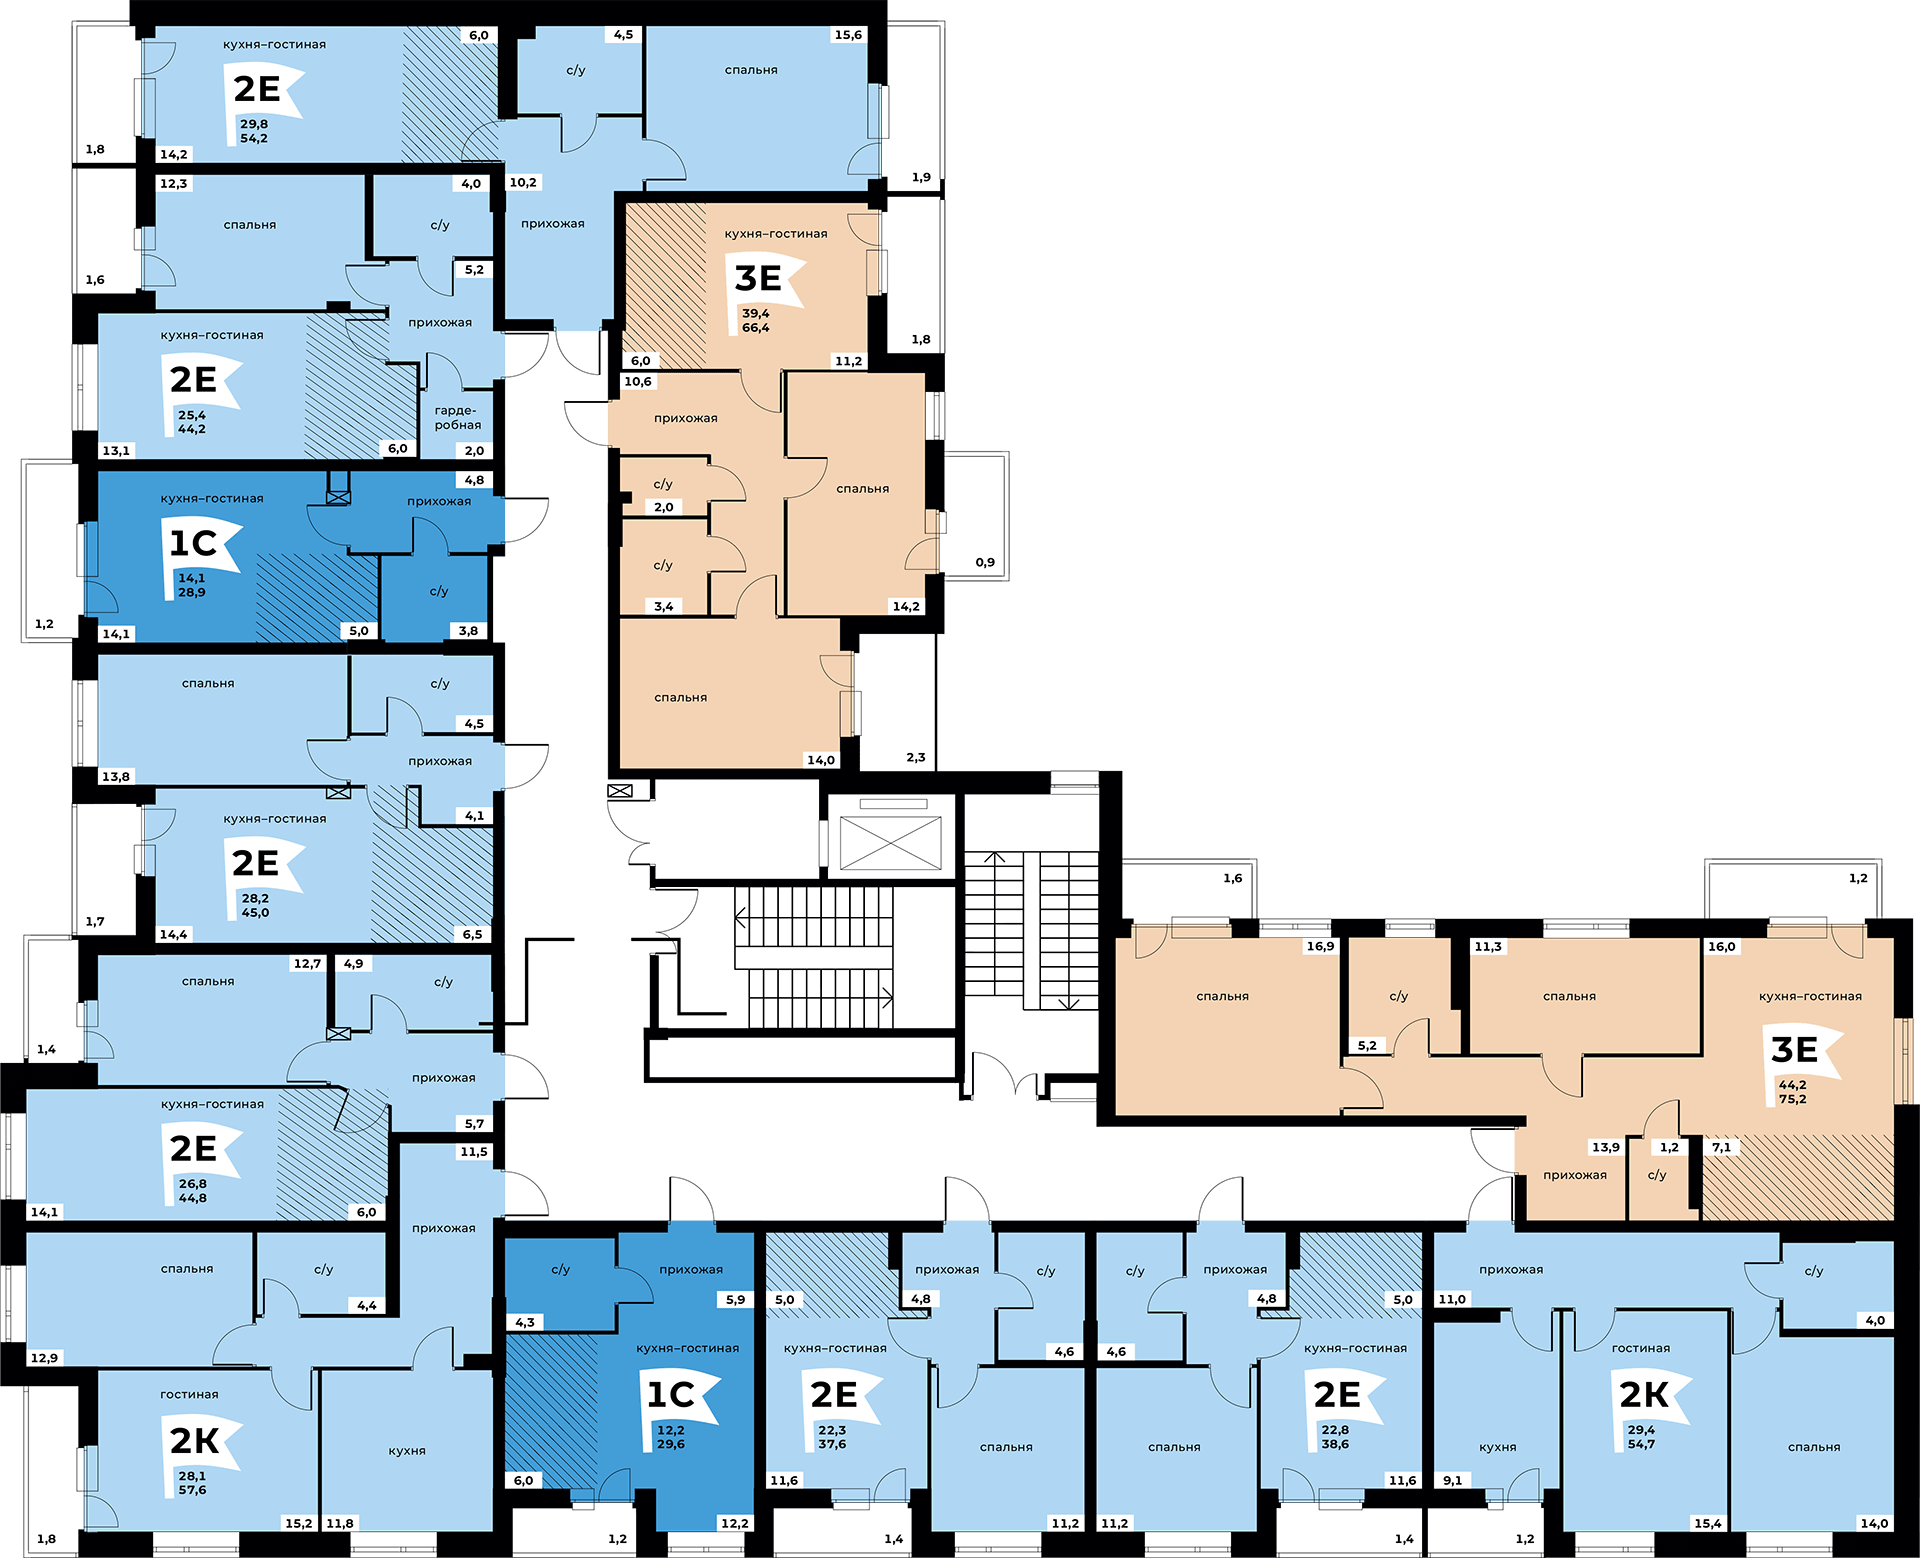 кухня–гостиная
6,0
2Е
29,8
54,2
14,2
1,8
4,5
с/у
15,6
спальня
1,9
10,2
прихожая
12,3
спальня
4,0
с/у
5,2
прихожая
1,6
кухня–гостиная
2Е
25,4
44,2
13,1
6,0
гарде-
робная
2,0
кухня–гостиная
3Е
39,4
66,4
6,0
11,2
1,8
10,6
прихожая
с/у
2,0
с/у
3,4
спальня
14,2
0,9
спальня
14,0
2,3
кухня–гостиная
4,8
прихожая
1С
14,1
28,9
14,1
5,0
с/у
3,8
1,2
спальня
13,8
с/у
4,5
прихожая
4,1
кухня–гостиная
2Е
28,2
45,0
14,4
6,5
1,7
12,7
спальня
4,9
с/у
1,4
прихожая
5,7
кухня–гостиная
2Е
26,8
44,8
14,1
6,0
11,5
прихожая
спальня
12,9
с/у
4,4
гостиная
2К
28,1
57,6
15,2
кухня
11,8
1,8
1,6
1,2
16,9
спальня
с/у
5,2
11,3
спальня
16,0
кухня–гостиная
3Е
44,2
75,2
7,1
13,9
прихожая
1,2
с/у
с/у
4,3
прихожая
5,9
кухня–гостиная
1С
12,2
29,6
6,0
12,2
1,2
5,0
прихожая
4,8
с/у
4,6
кухня–гостиная
2Е
22,3
37,6
11,6
спальня
11,2
1,4
с/у
4,6
прихожая
4,8
5,0
кухня–гостиная
2Е
22,8
38,6
11,6
спальня
11,2
1,4
прихожая
11,0
с/у
4,0
гостиная
2К
29,4
54,7
15,4
кухня
9,1
спальня
14,0
1,2